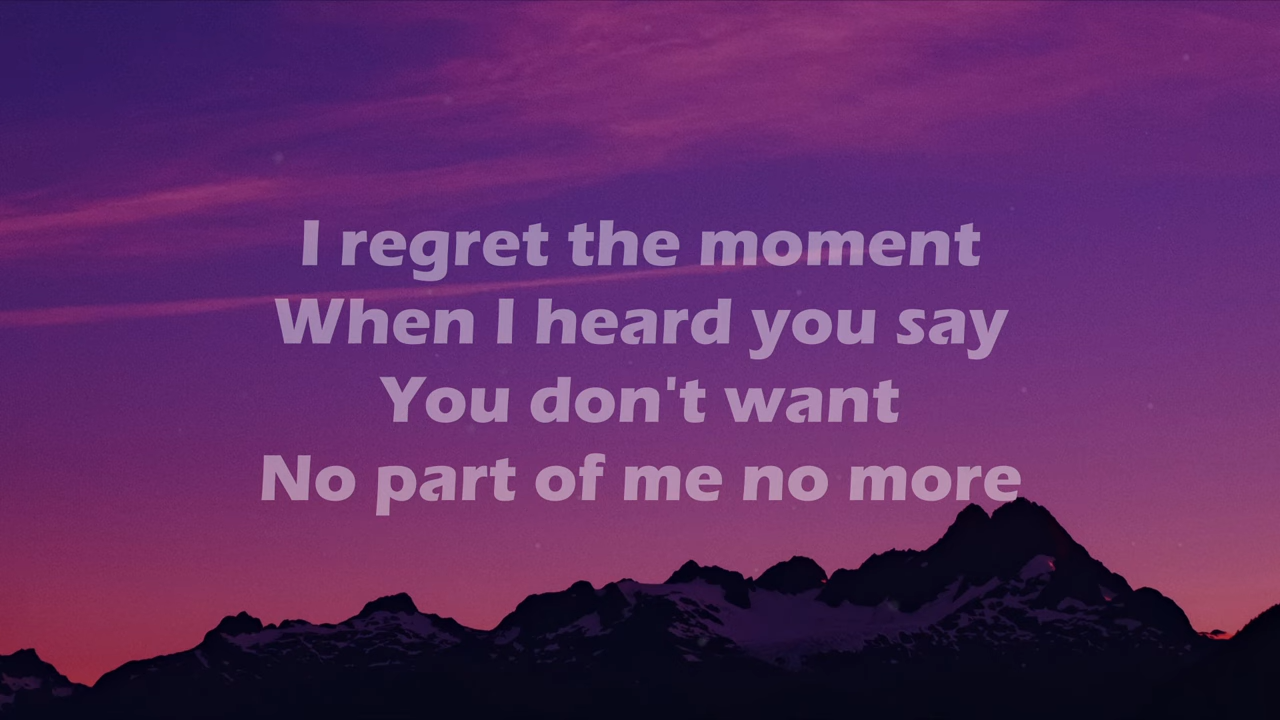 I regret the moment
When I heard you say
You don't want
No part of me no more